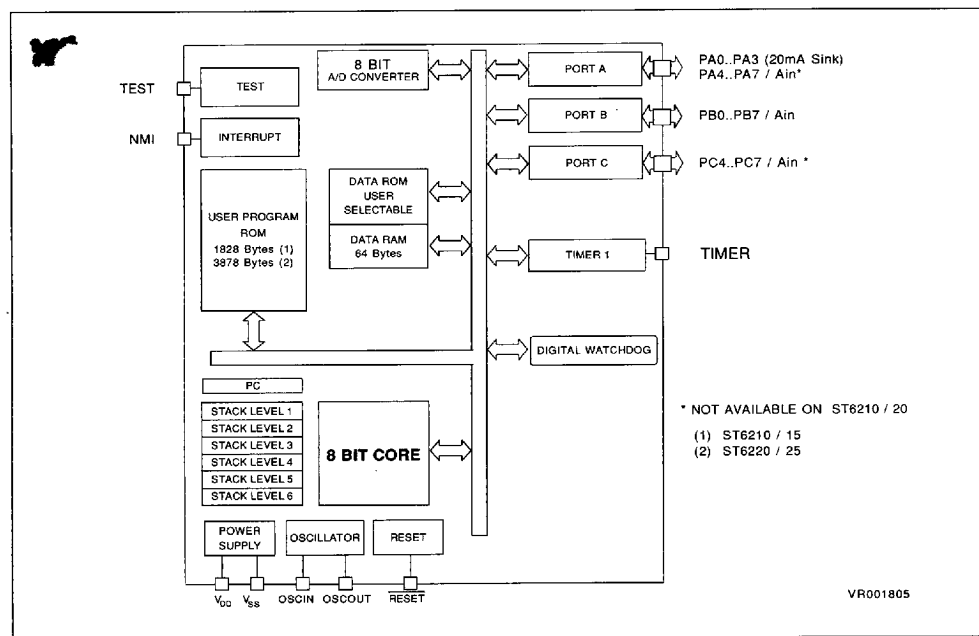 8 BIT
A/D CONVERTER
PORT A
PA0..PA3 (20mA Sink)
PA4..PA7 / Ain*
TEST
TEST
PORT B
PB0..PB7 / Ain
NMI
INTERRUPT
PORT C
PC4..PC7 / Ain *
USER PROGRAM
ROM
1828 Bytes (1)
3878 Bytes (2)
DATA ROM
USER
SELECTABLE
DATA RAM
64 Bytes
TIMER 1
TIMER
DIGITAL WATCHDOG
PC
STACK LEVEL 1
STACK LEVEL 2
STACK LEVEL 3
STACK LEVEL 4
STACK LEVEL 5
STACK LEVEL 6
8 BIT CORE
* NOT AVAILABLE ON ST6210 / 20
(1) ST6210 / 15
(2) ST6220 / 25
POWER
SUPPLY
OSCILLATOR
RESET
VDD
VSS
OSCIN
OSCOUT
RESET
VR001805